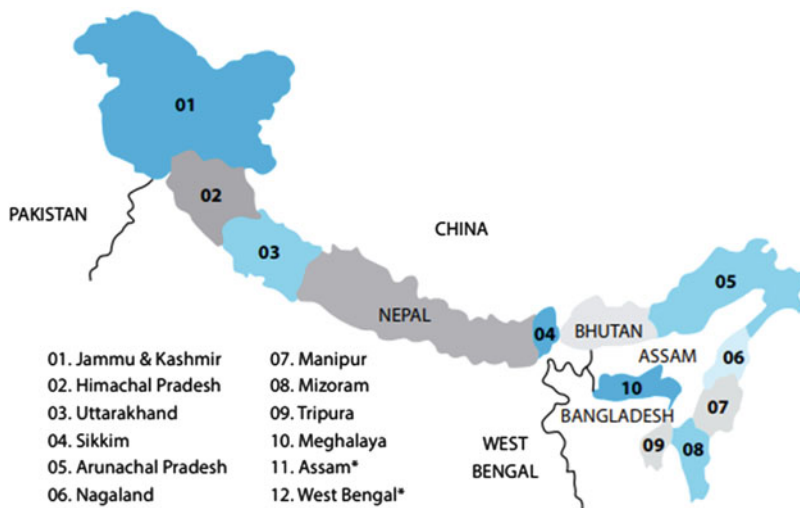 01
02
PAKISTAN
CHINA
03
05
NEPAL
04
BHUTAN
ASSAM
06
10
07
BANGLADESH
09
08
WEST
BENGAL
01. Jammu & Kashmir
02. Himachal Pradesh
03. Uttarakhand
04. Sikkim
05. Arunachal Pradesh
06. Nagaland
07. Manipur
08. Mizoram
09. Tripura
10. Meghalaya
11. Assam*
12. West Bengal*